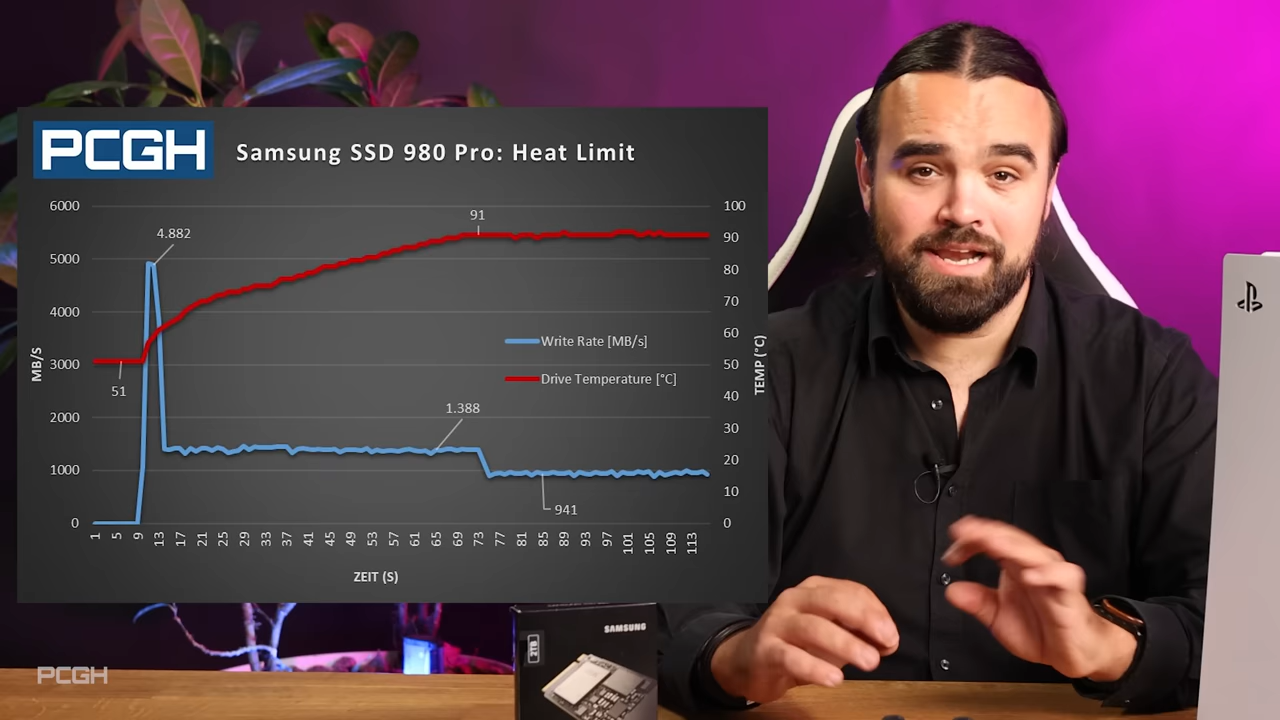 PCGH
Samsung SSD 980 Pro: Heat Limit
6000
5000
4000
3000
2000
1000
0
MB/S
100
90
80
70
60
50
40
30
20
10
0
TEMP (°C)
4.882
91
51
Write Rate [MB/s]
Drive Temperature [°C]
1.388
941
1 5 9 13 17 21 25 29 33 37 41 45 49 53 57 61 65 69 73 77 81 85 89 93 97 101 105 109 113
ZEIT (S)
SAMSUNG
2TB
PCGH